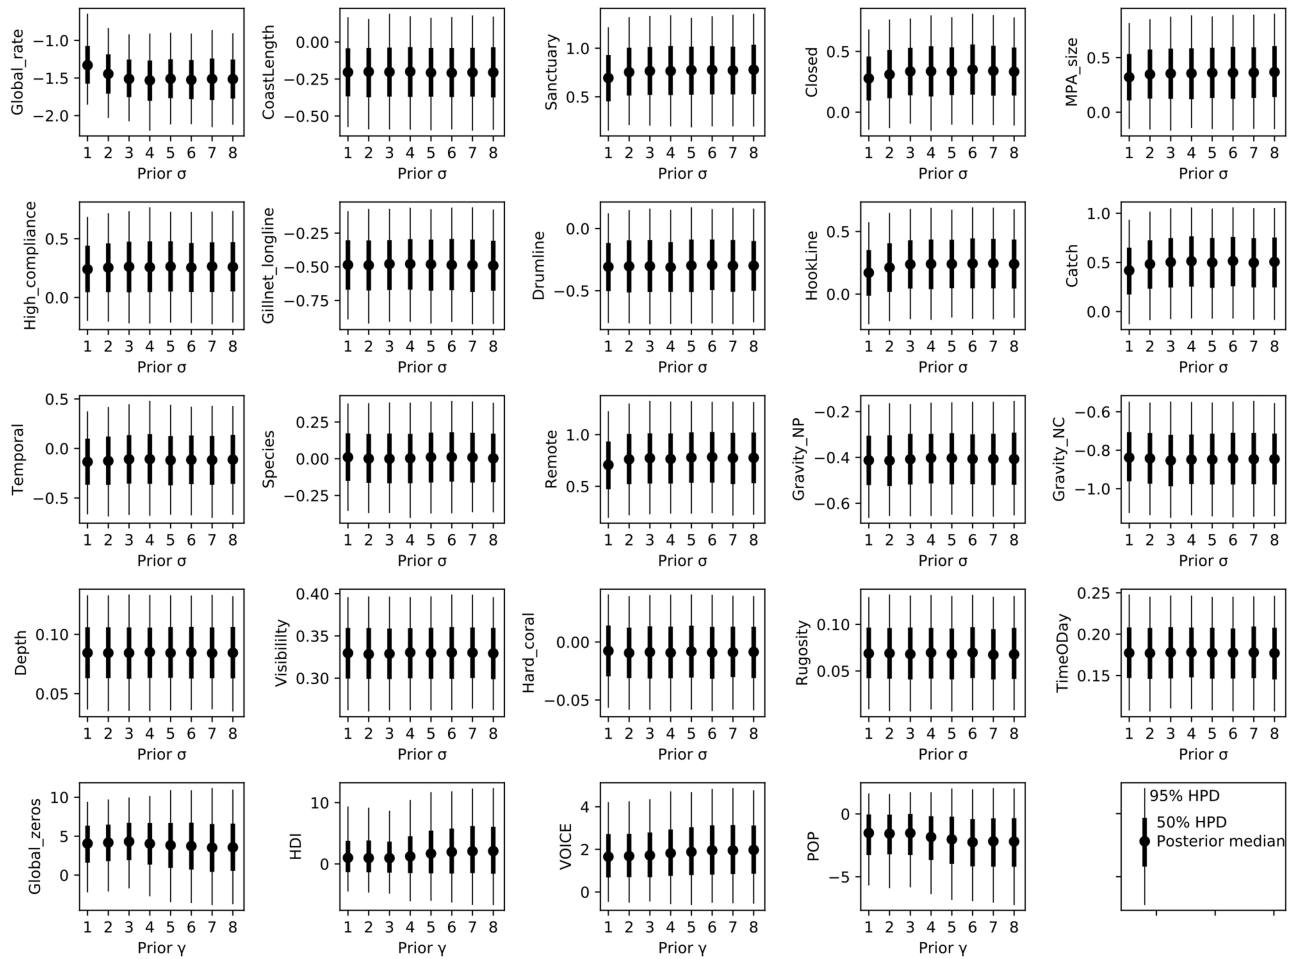 Global_rate
−1.0
−1.5
−2.0
1 2 3 4 5 6 7 8
Prior σ
CoastLength
0.00
−0.25
−0.50
1 2 3 4 5 6 7 8
Prior σ
Sanctuary
1.0
0.5
1 2 3 4 5 6 7 8
Prior σ
Closed
0.5
0.0
1 2 3 4 5 6 7 8
Prior σ
MPA_size
0.5
0.0
1 2 3 4 5 6 7 8
Prior σ
High_compliance
0.5
0.0
1 2 3 4 5 6 7 8
Prior σ
Gillnet_longline
−0.25
−0.50
−0.75
1 2 3 4 5 6 7 8
Prior σ
Drumline
0.0
−0.5
1 2 3 4 5 6 7 8
Prior σ
HookLine
0.5
0.0
1 2 3 4 5 6 7 8
Prior σ
Catch
1.0
0.5
0.0
1 2 3 4 5 6 7 8
Prior σ
Temporal
0.5
0.0
−0.5
1 2 3 4 5 6 7 8
Prior σ
Species
0.25
0.00
−0.25
1 2 3 4 5 6 7 8
Prior σ
Remote
1.0
0.5
1 2 3 4 5 6 7 8
Prior σ
Gravity_NP
−0.2
−0.4
−0.6
1 2 3 4 5 6 7 8
Prior σ
Gravity_NC
−0.6
−0.8
−1.0
1 2 3 4 5 6 7 8
Prior σ
Depth
0.10
0.05
1 2 3 4 5 6 7 8
Prior σ
Visibility
0.40
0.35
0.30
1 2 3 4 5 6 7 8
Prior σ
Hard_coral
0.00
−0.05
1 2 3 4 5 6 7 8
Prior σ
Rugosity
0.10
0.05
1 2 3 4 5 6 7 8
Prior σ
TimeODay
0.25
0.20
0.15
1 2 3 4 5 6 7 8
Prior σ
Global_zeros
10
5
0
1 2 3 4 5 6 7 8
Prior γ
HDI
10
0
1 2 3 4 5 6 7 8
Prior γ
VOICE
4
2
0
1 2 3 4 5 6 7 8
Prior γ
POP
0
−5
1 2 3 4 5 6 7 8
Prior γ
95% HPD
50% HPD
Posterior median